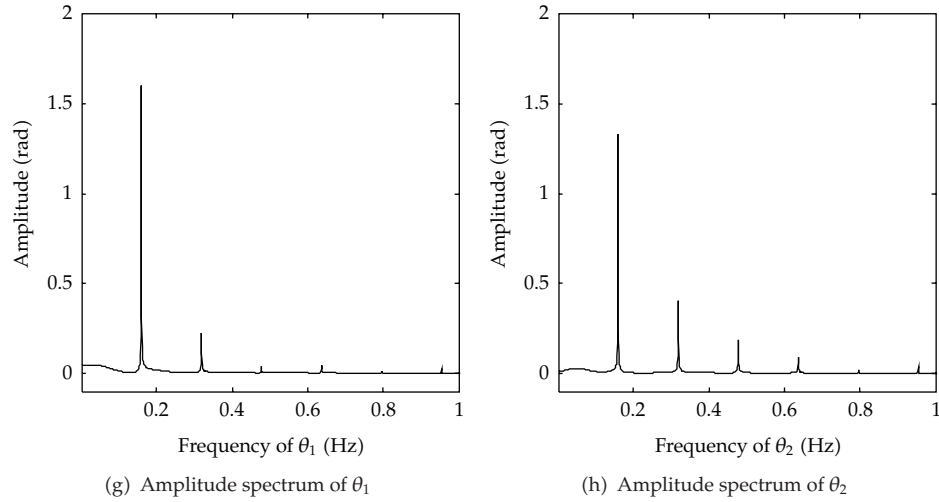 2
1.5
1
0.5
0
Amplitude (rad)
0.2 0.4 0.6 0.8 1
Frequency of θ₁ (Hz)
(g) Amplitude spectrum of θ₁
2
1.5
1
0.5
0
Amplitude (rad)
0.2 0.4 0.6 0.8 1
Frequency of θ₂ (Hz)
(h) Amplitude spectrum of θ₂